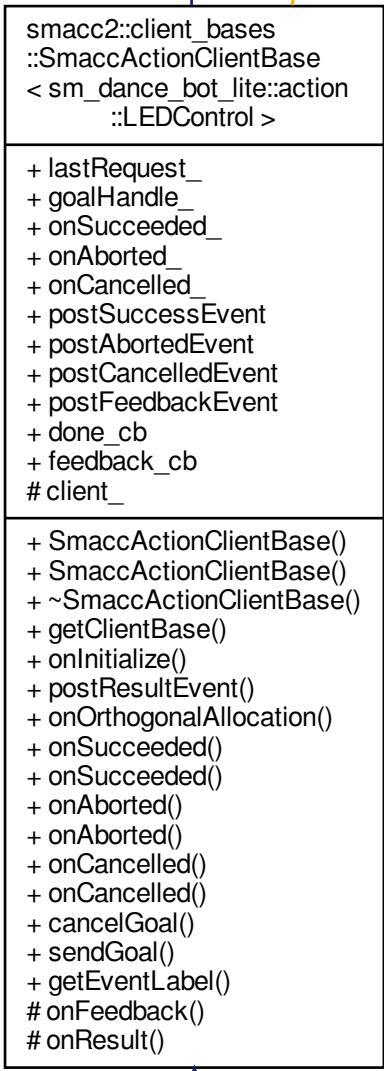 smacc2::client_bases
::SmaccActionClientBase
< sm_dance_bot_lite::action
::LEDControl >
+ lastRequest_
+ goalHandle_
+ onSucceeded_
+ onAborted_
+ onCancelled_
+ postSuccessEvent
+ postAbortedEvent
+ postCancelledEvent
+ postFeedbackEvent
+ done_cb
+ feedback_cb
# client_
+ SmaccActionClientBase()
+ SmaccActionClientBase()
+ ~SmaccActionClientBase()
+ getClientBase()
+ onInitialize()
+ postResultEvent()
+ onOrthogonalAllocation()
+ onSucceeded()
+ onSucceeded()
+ onAborted()
+ onAborted()
+ onCancelled()
+ onCancelled()
+ cancelGoal()
+ sendGoal()
+ getEventLabel()
# onFeedback()
# onResult()